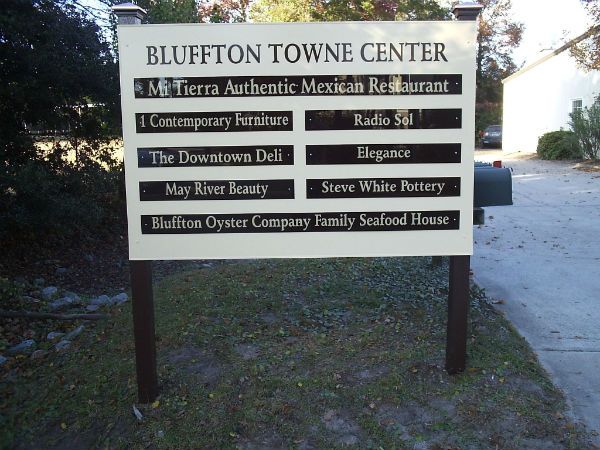 BLUFFTON TOWNE CENTER
Mi Tierra Authentic Mexican Restaurant
1 Contemporary Furniture
Radio Sol
The Downtown Deli
Elegance
May River Beauty
Steve White Pottery
Bluffton Oyster Company Family Seafood House